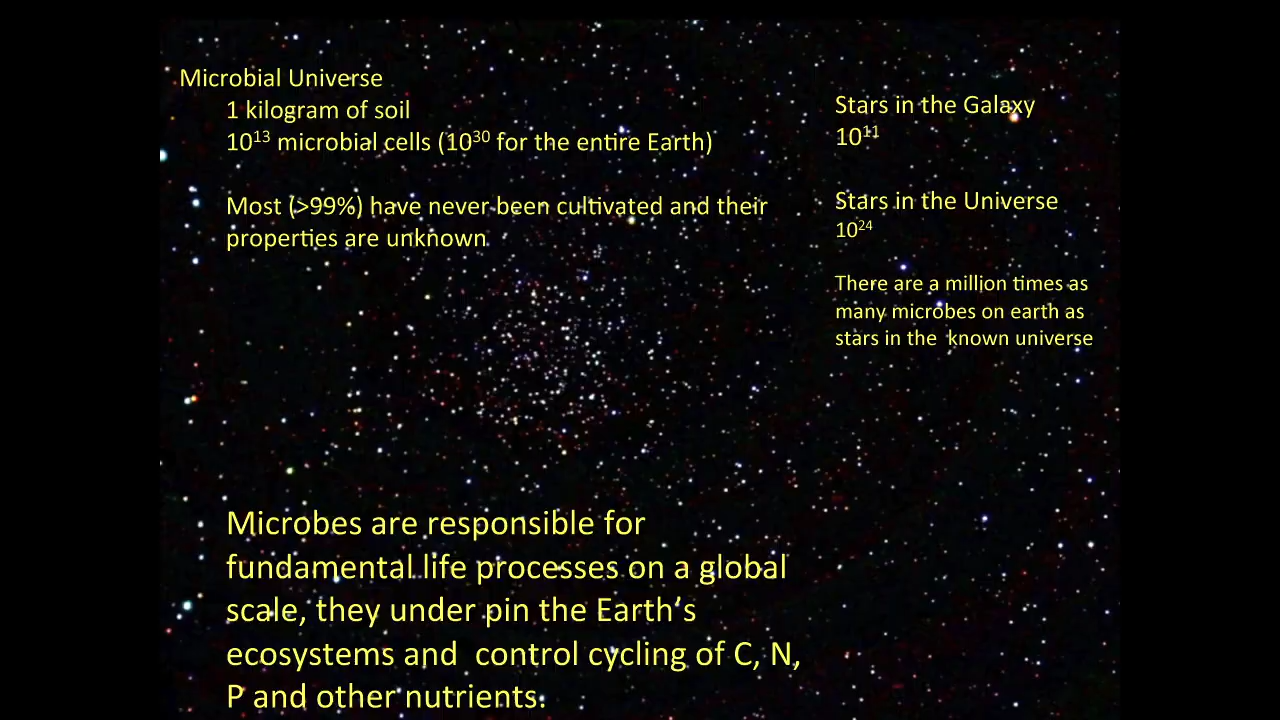 Microbial Universe
1 kilogram of soil
10¹³ microbial cells (10³⁰ for the entire Earth)
Most (>99%) have never been cultivated and their
properties are unknown
Stars in the Galaxy
10¹¹
Stars in the Universe
10²⁴
There are a million times as
many microbes on earth as
stars in the  known universe
Microbes are responsible for
fundamental life processes on a global
scale, they under pin the Earth’s
ecosystems and  control cycling of C, N,
P and other nutrients.